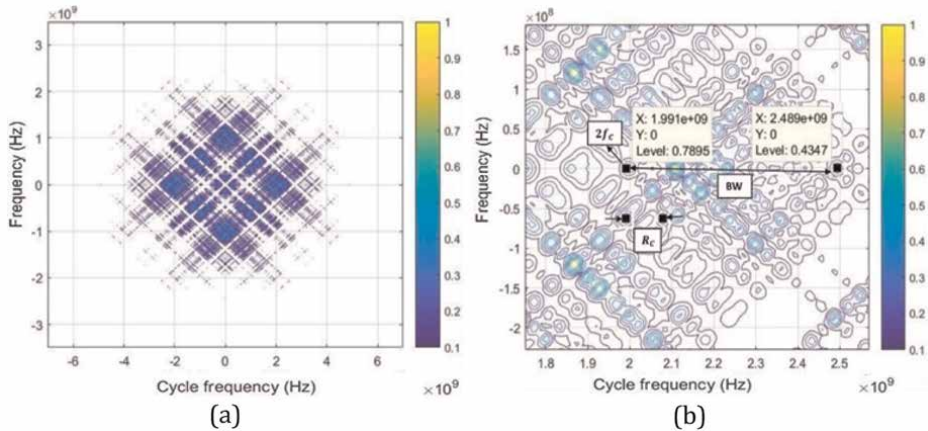 ×10⁹
3
2
1
0
-1
-2
-3
Frequency (Hz)
-6 -4 -2 0 2 4 6
Cycle frequency (Hz)
×10⁹
1
0.9
0.8
0.7
0.6
0.5
0.4
0.3
0.2
0.1
(a)
×10⁸
1.5
1
0.5
0
-0.5
-1
-1.5
-2
Frequency (Hz)
2f_c
X: 1.991e+09
Y: 0
Level: 0.7895
X: 2.489e+09
Y: 0
Level: 0.4347
BW
R_c
1.8 1.9 2 2.1 2.2 2.3 2.4 2.5
Cycle frequency (Hz)
×10⁹
1
0.9
0.8
0.7
0.6
0.5
0.4
0.3
0.2
0.1
(b)